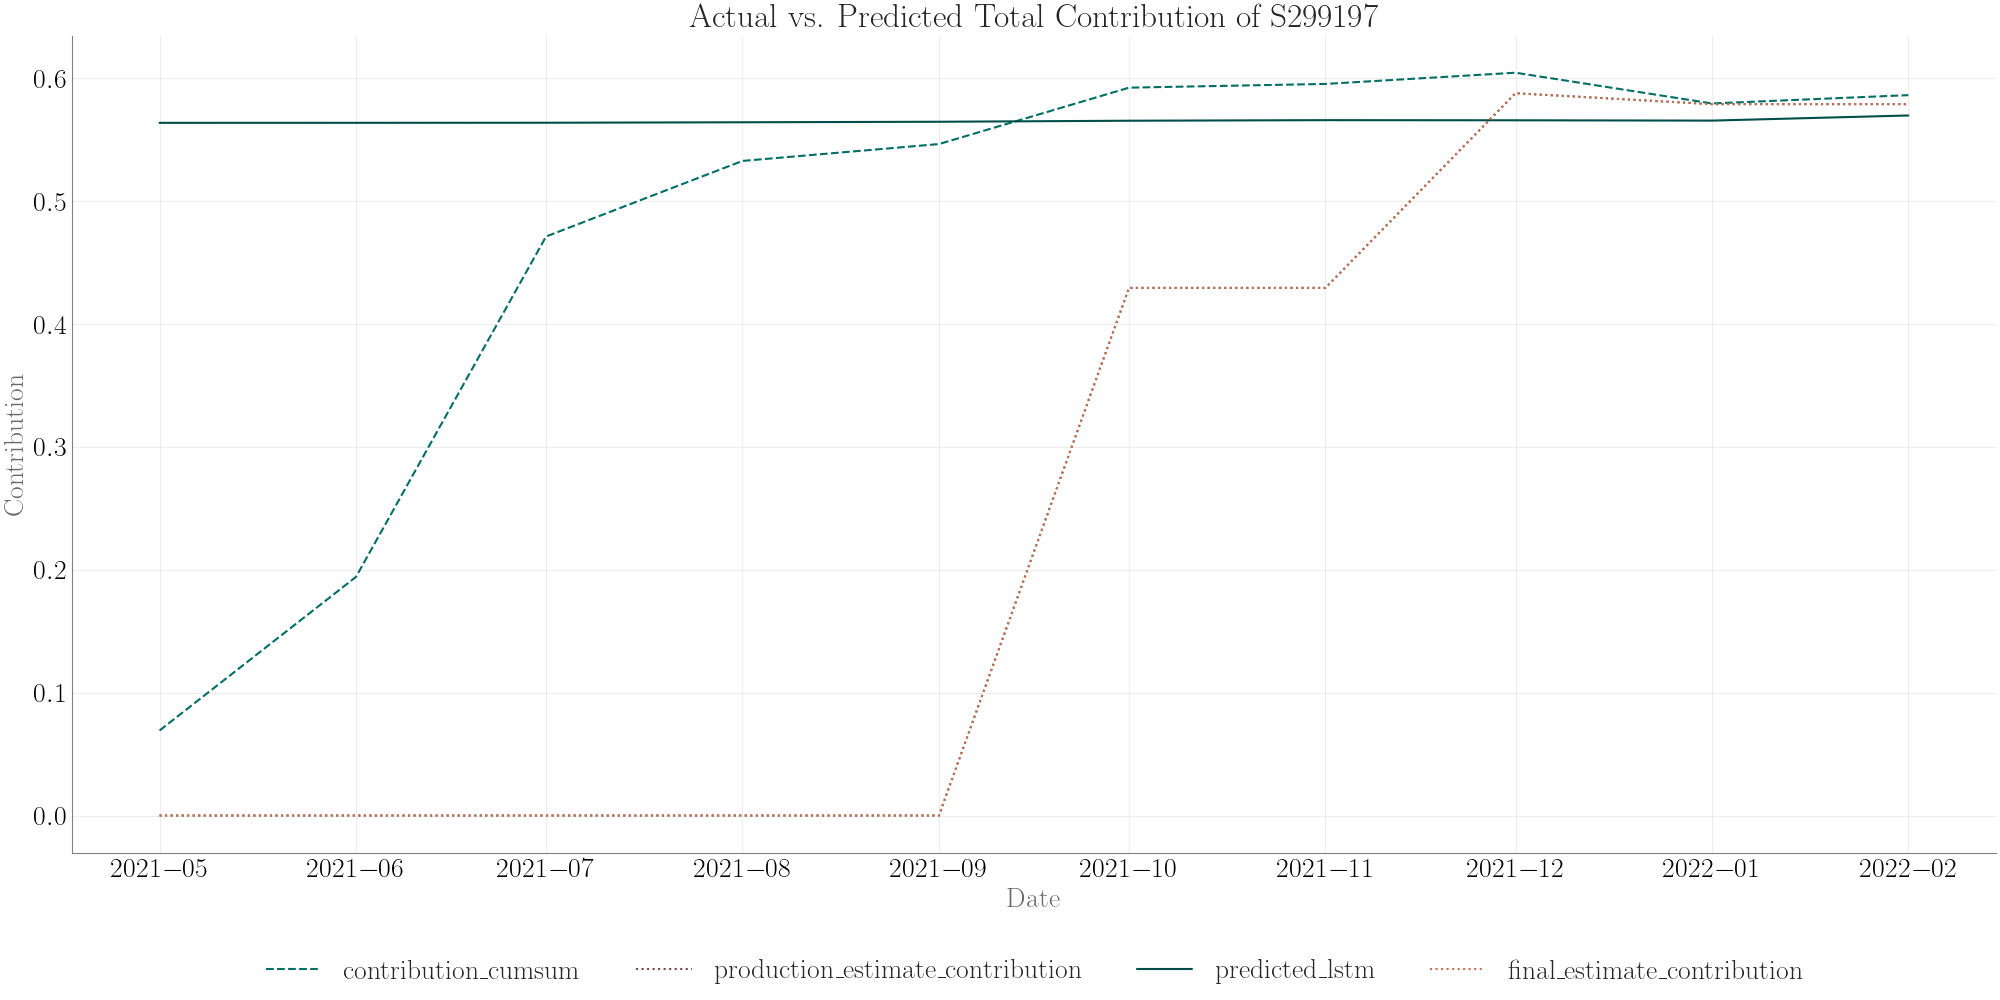 Actual vs. Predicted Total Contribution of S299197
0.6
0.5
0.4
0.3
0.2
0.1
0.0
Contribution
2021−05 2021−06 2021−07 2021−08 2021−09 2021−10 2021−11 2021−12 2022−01 2022−02
Date
contribution_cumsum production_estimate_contribution predicted_lstm final_estimate_contribution